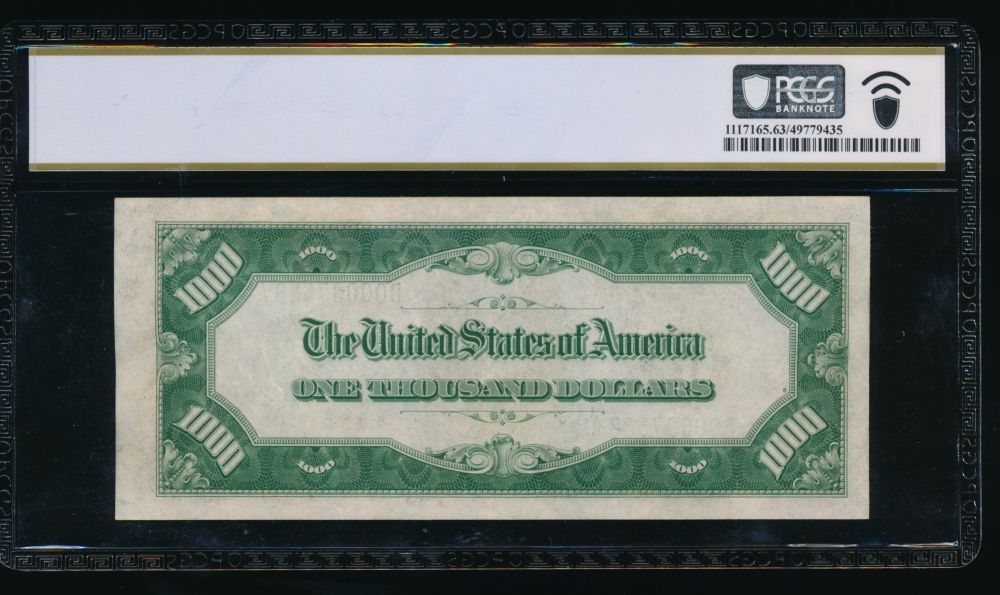 PCGS
BANKNOTE
1117165.63/49779435
1000 1000 1000 1000
The United States of America
ONE THOUSAND DOLLARS
1000 1000 1000 1000